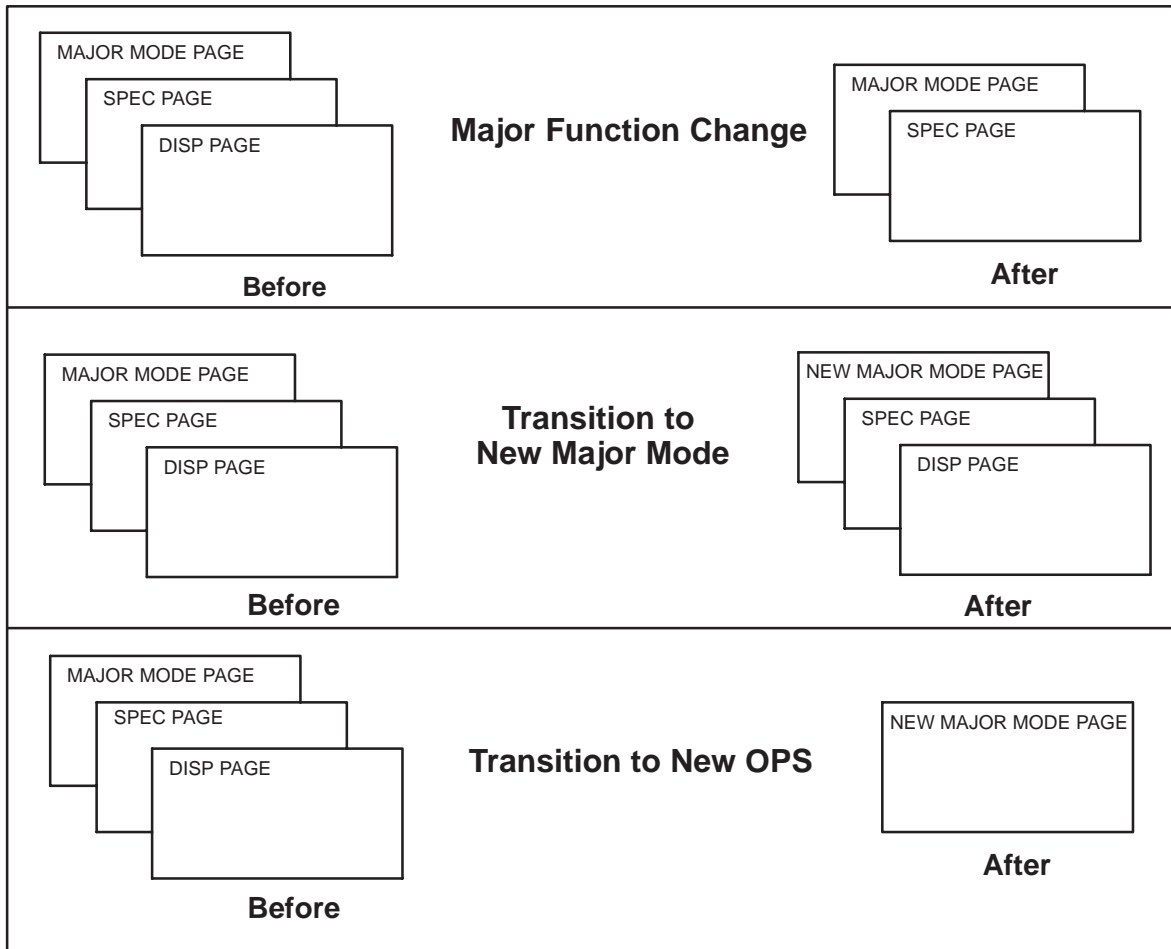 MAJOR MODE PAGE
SPEC PAGE
DISP PAGE
Before
Major Function Change
MAJOR MODE PAGE
SPEC PAGE
After
MAJOR MODE PAGE
SPEC PAGE
DISP PAGE
Before
Transition to
New Major Mode
NEW MAJOR MODE PAGE
SPEC PAGE
DISP PAGE
After
MAJOR MODE PAGE
SPEC PAGE
DISP PAGE
Before
Transition to New OPS
NEW MAJOR MODE PAGE
After